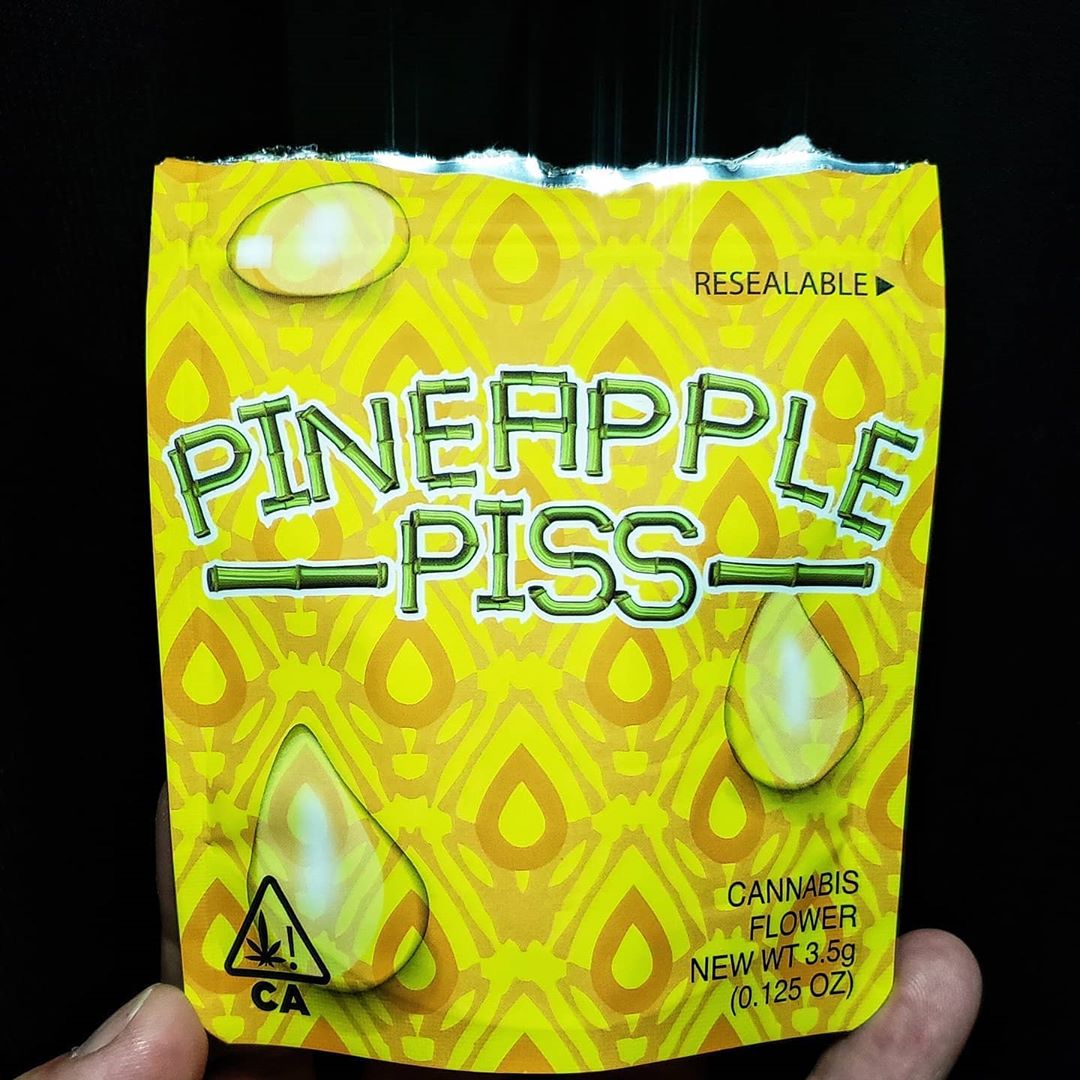 RESEALABLE
PINEAPPLE
PISS
CANNABIS
FLOWER
NEW WT 3.5g
(0.125 OZ)
!
CA